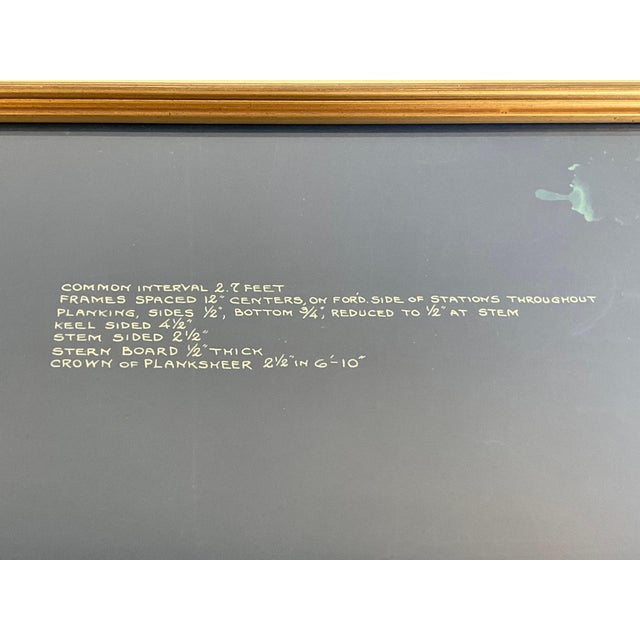 COMMON INTERVAL 2.7 FEET
FRAMES SPACED 12" CENTERS, ON FOR'D. SIDE OF STATIONS THROUGHOUT
PLANKING, SIDES 1/2", BOTTOM 3/4", REDUCED TO 1/2" AT STEM
KEEL SIDED 4 1/2"
STEM SIDED 2 1/2"
STERN BOARD 1/2" THICK
CROWN OF PLANKSHEER 2 1/2" IN 6'-10"